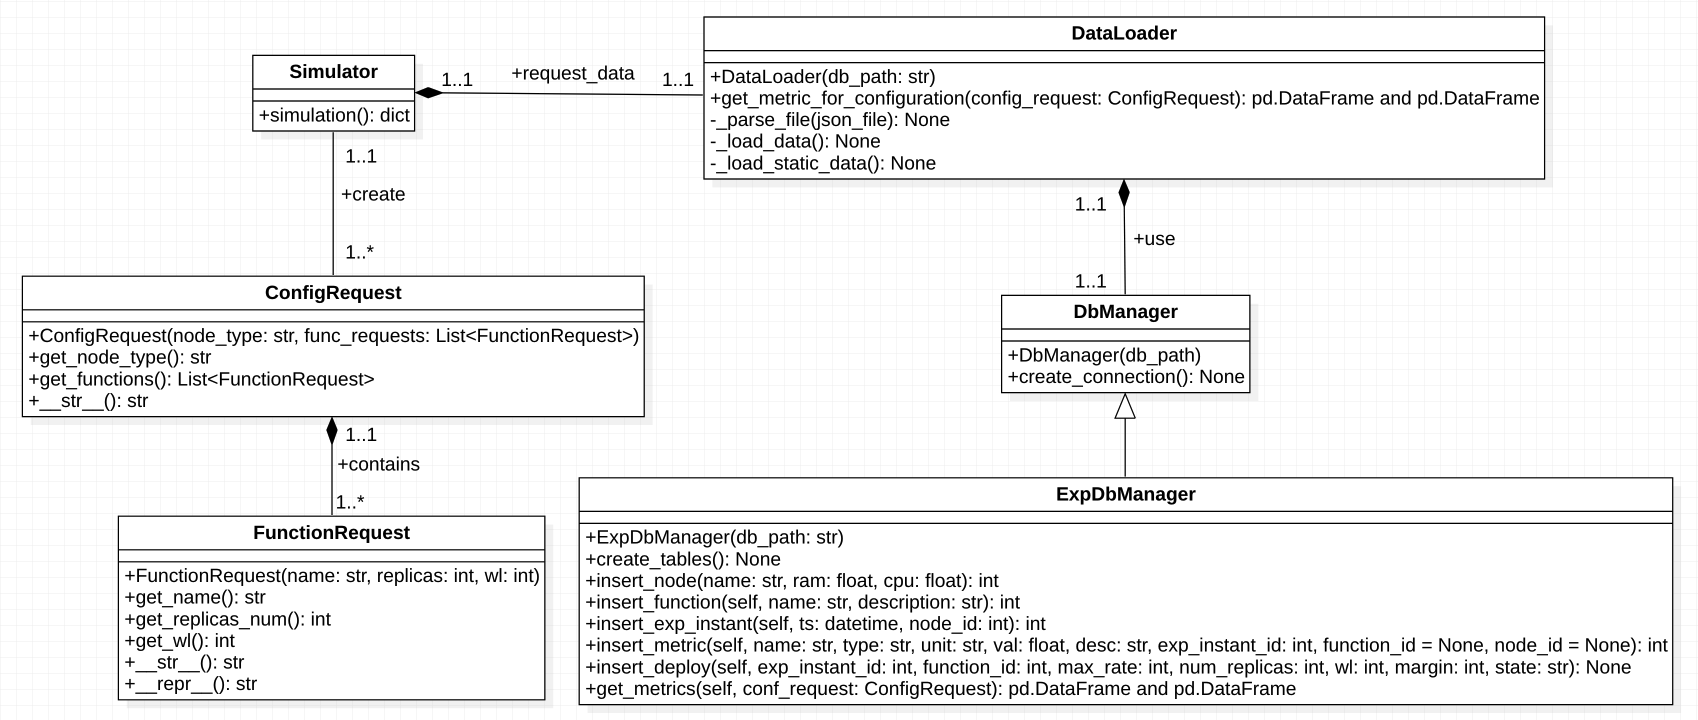 Simulator
+simulation(): dict
1..1
+request_data
1..1
DataLoader
+DataLoader(db_path: str)
+get_metric_for_configuration(config_request: ConfigRequest): pd.DataFrame and pd.DataFrame
-_parse_file(json_file): None
-_load_data(): None
-_load_static_data(): None
1..1
+create
1..*
1..1
+use
1..1
ConfigRequest
+ConfigRequest(node_type: str, func_requests: List<FunctionRequest>)
+get_node_type(): str
+get_functions(): List<FunctionRequest>
+__str__(): str
DbManager
+DbManager(db_path)
+create_connection(): None
1..1
+contains
1..*
FunctionRequest
+FunctionRequest(name: str, replicas: int, wl: int)
+get_name(): str
+get_replicas_num(): int
+get_wl(): int
+__str__(): str
+__repr__(): str
ExpDbManager
+ExpDbManager(db_path: str)
+create_tables(): None
+insert_node(name: str, ram: float, cpu: float): int
+insert_function(self, name: str, description: str): int
+insert_exp_instant(self, ts: datetime, node_id: int): int
+insert_metric(self, name: str, type: str, unit: str, val: float, desc: str, exp_instant_id: int, function_id = None, node_id = None): int
+insert_deploy(self, exp_instant_id: int, function_id: int, max_rate: int, num_replicas: int, wl: int, margin: int, state: str): None
+get_metrics(self, conf_request: ConfigRequest): pd.DataFrame and pd.DataFrame